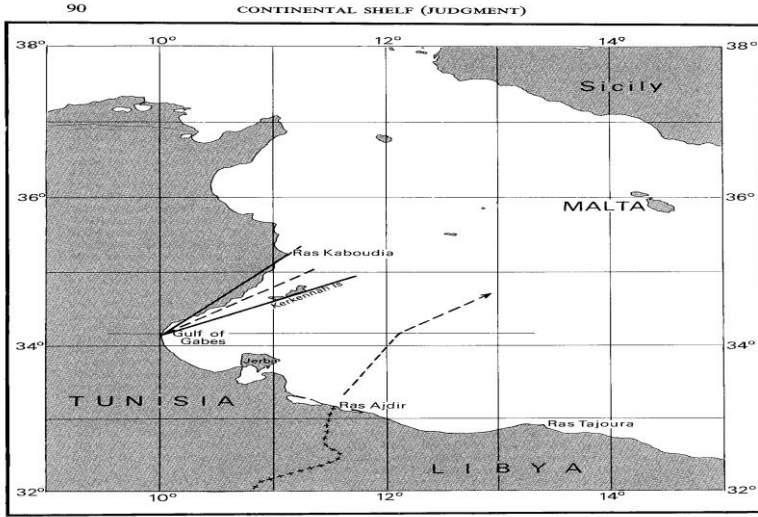 90 CONTINENTAL SHELF (JUDGMENT)
38° 10° 12° 14° 38°
Sicily
36° MALTA 36°
Ras Kaboudia
Kerkennah Is
Gulf of
Gabes
34° 34°
Jerba
TUNISIA Ras Ajdir
Ras Tajoura
LIBYA
32° 10° 12° 14° 32°